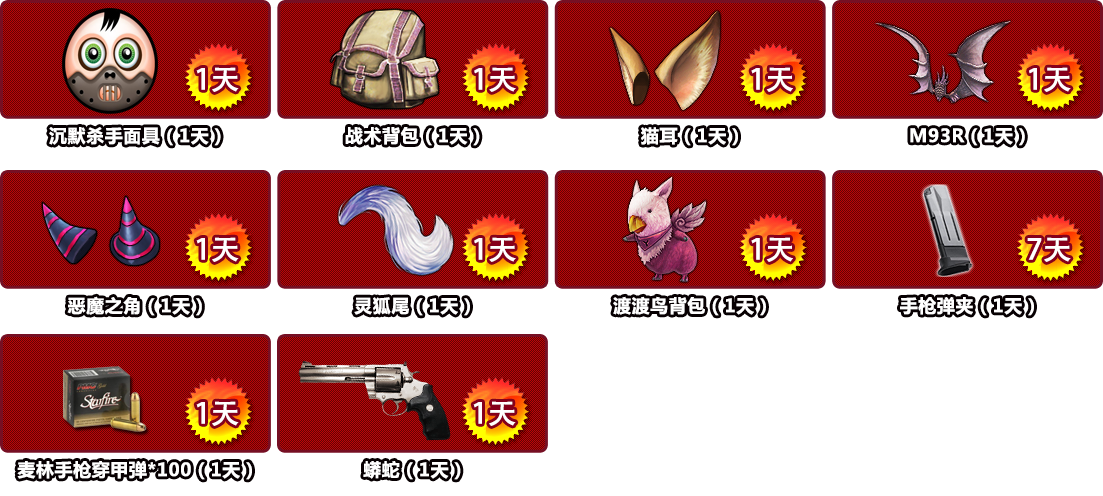 1天
1天
1天
1天
沉默杀手面具（1天）
战术背包（1天）
猫耳（1天）
M93R（1天）
1天
1天
1天
7天
恶魔之角（1天）
灵狐尾（1天）
渡渡鸟背包（1天）
手枪弹夹（1天）
Starfire
1天
1天
麦林手枪穿甲弹*100（1天）
蟒蛇（1天）